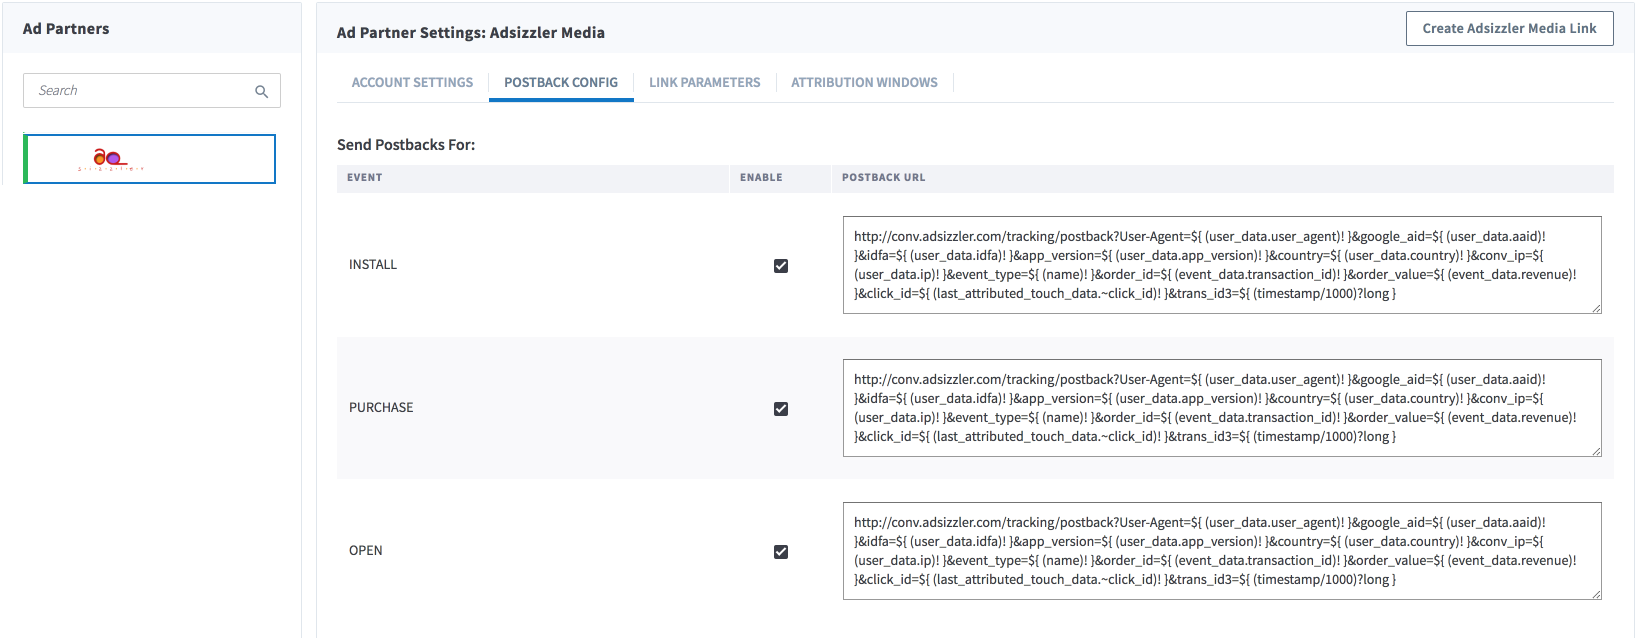 Ad Partners
Search
Ad Partner Settings: Adsizzler Media
Create Adsizzler Media Link
ACCOUNT SETTINGS
POSTBACK CONFIG
LINK PARAMETERS
ATTRIBUTION WINDOWS
Send Postbacks For:
EVENT
ENABLE
POSTBACK URL
INSTALL
http://conv.adsizzler.com/tracking/postback?User-Agent=${ (user_data.user_agent)! }&google_aid=${ (user_data.aaid)!
}&idfa=${ (user_data.idfa)! }&app_version=${ (user_data.app_version)! }&country=${ (user_data.country)! }&conv_ip=${
(user_data.ip)! }&event_type=${ (name)! }&order_id=${ (event_data.transaction_id)! }&order_value=${ (event_data.revenue)!
}&click_id=${ (last_attributed_touch_data.~click_id)! }&trans_id3=${ (timestamp/1000)?long }
PURCHASE
http://conv.adsizzler.com/tracking/postback?User-Agent=${ (user_data.user_agent)! }&google_aid=${ (user_data.aaid)!
}&idfa=${ (user_data.idfa)! }&app_version=${ (user_data.app_version)! }&country=${ (user_data.country)! }&conv_ip=${
(user_data.ip)! }&event_type=${ (name)! }&order_id=${ (event_data.transaction_id)! }&order_value=${ (event_data.revenue)!
}&click_id=${ (last_attributed_touch_data.~click_id)! }&trans_id3=${ (timestamp/1000)?long }
OPEN
http://conv.adsizzler.com/tracking/postback?User-Agent=${ (user_data.user_agent)! }&google_aid=${ (user_data.aaid)!
}&idfa=${ (user_data.idfa)! }&app_version=${ (user_data.app_version)! }&country=${ (user_data.country)! }&conv_ip=${
(user_data.ip)! }&event_type=${ (name)! }&order_id=${ (event_data.transaction_id)! }&order_value=${ (event_data.revenue)!
}&click_id=${ (last_attributed_touch_data.~click_id)! }&trans_id3=${ (timestamp/1000)?long }